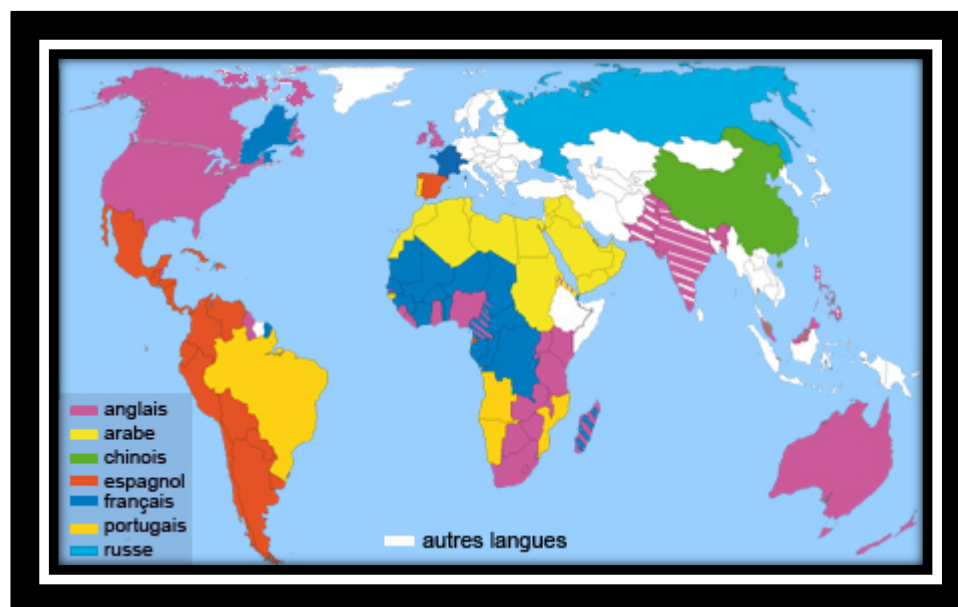 anglais
arabe
chinois
espagnol
français
portugais
russe
autres langues